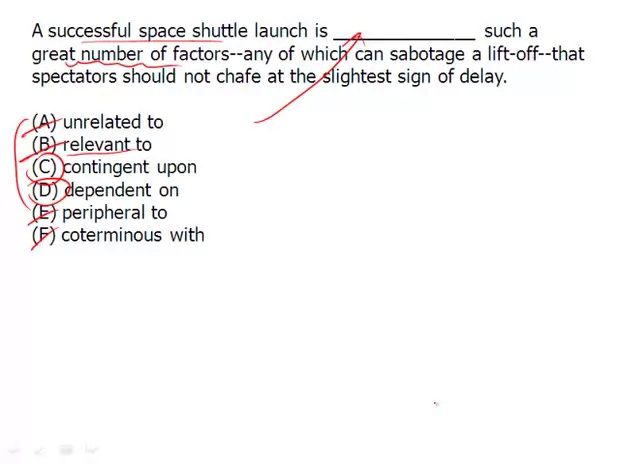 A successful space shuttle launch is _______________ such a
great number of factors--any of which can sabotage a lift-off--that
spectators should not chafe at the slightest sign of delay.
(A) unrelated to
(B) relevant to
(C) contingent upon
(D) dependent on
(E) peripheral to
(F) coterminous with